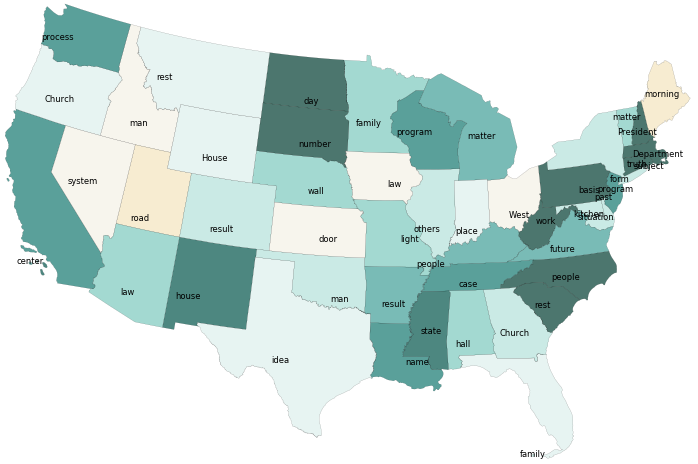 process
rest
Church
man
day
number
family
program
matter
morning
matter
President
Department
truth
subject
House
wall
law
system
road
result
door
others
light
place
West
work
basis
form
program
past
kitchen
situation
future
people
people
center
law
house
man
result
case
rest
state
hall
Church
name
idea
family